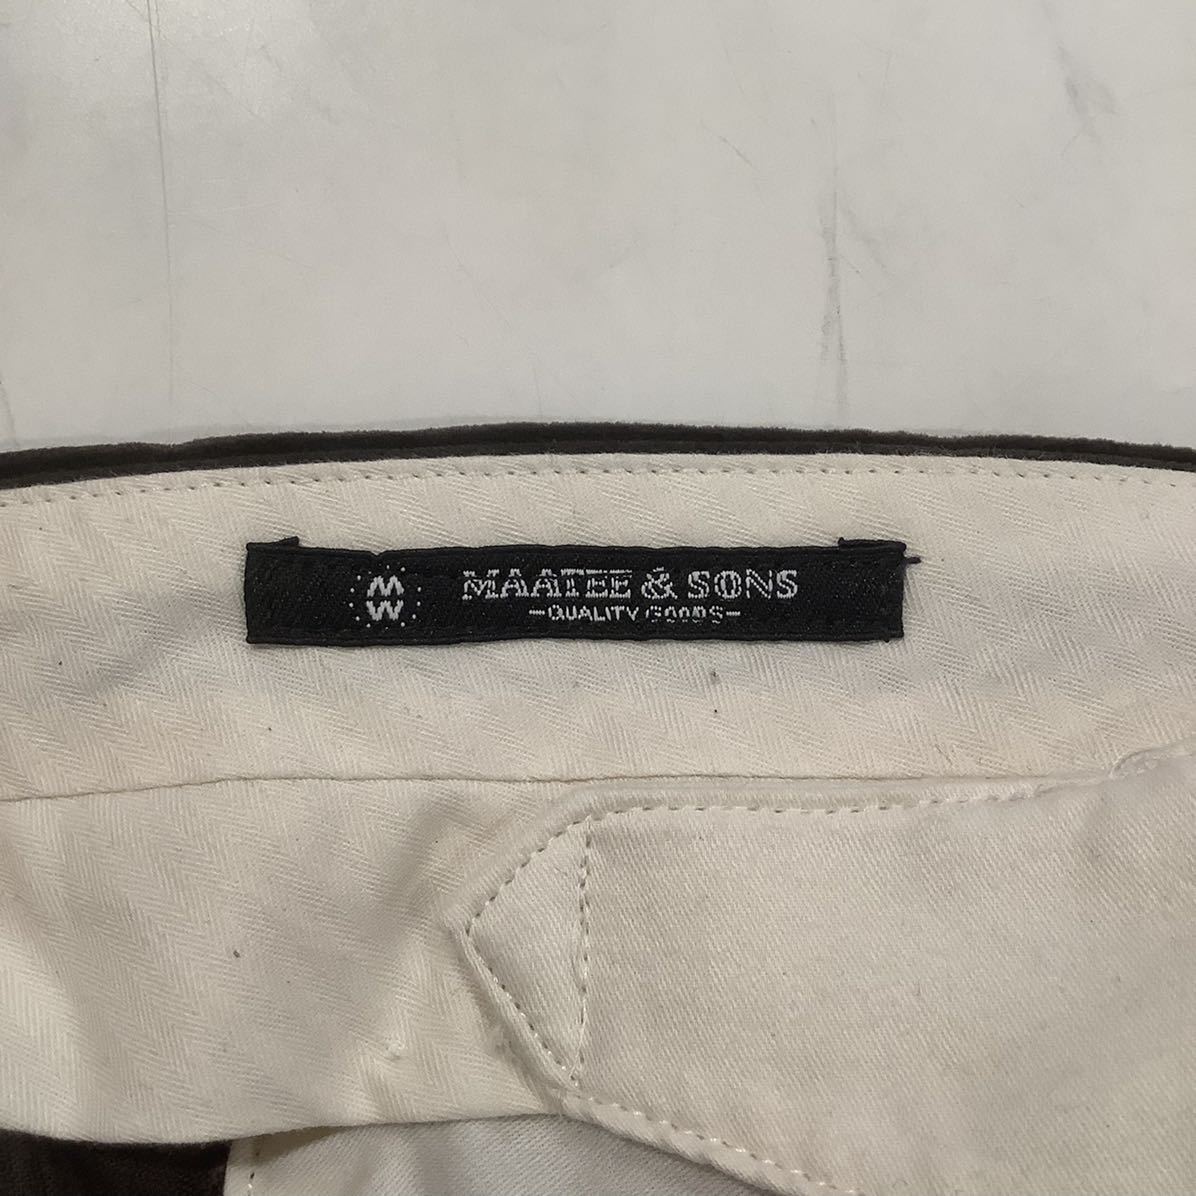 M
W
MAATEE & SONS
-QUALITY GOODS-